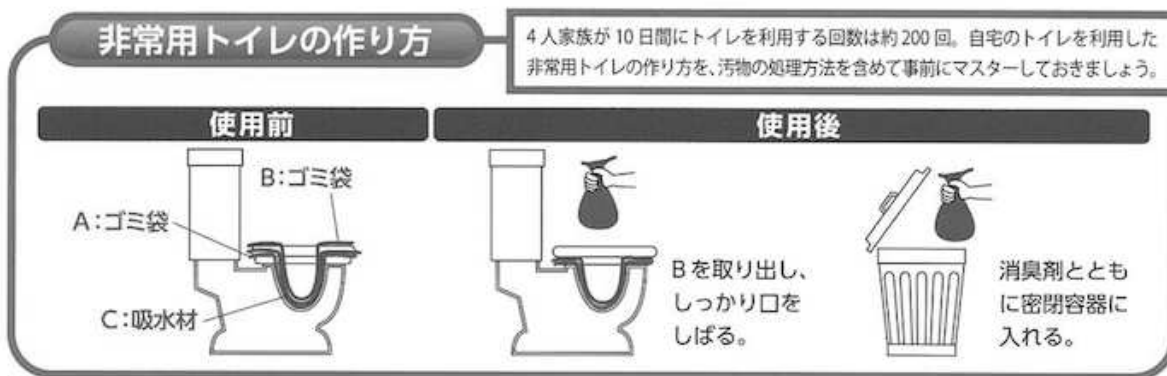 非常用トイレの作り方
4人家族が10日間にトイレを利用する回数は約200回。自宅のトイレを利用した
非常用トイレの作り方を、汚物の処理方法を含めて事前にマスターしておきましょう。
使用前
使用後
B:ゴミ袋
A:ゴミ袋
C:吸水材
Bを取り出し、
しっかり口を
しばる。
消臭剤ととも
に密閉容器に
入れる。